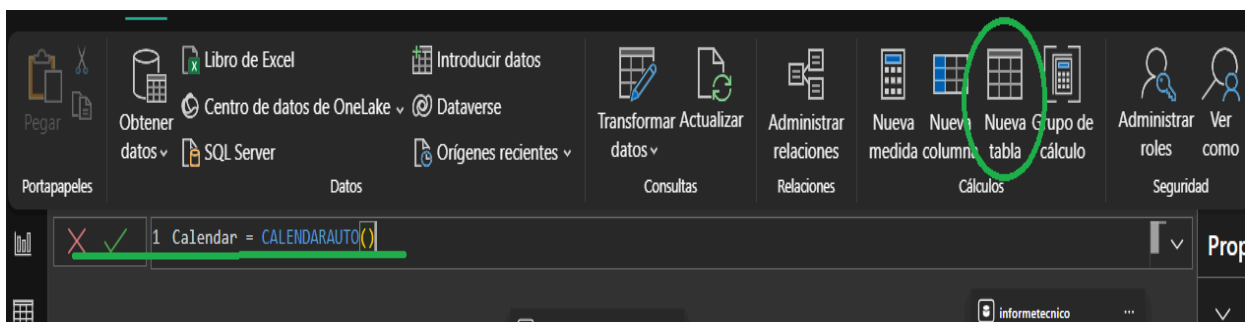 Pegar
Portapapeles
Obtener datos
Libro de Excel
Centro de datos de OneLake
SQL Server
Introducir datos
Dataverse
Orígenes recientes
Datos
Transformar datos
Actualizar
Consultas
Administrar relaciones
Relaciones
Nueva medida
Nueva columna
Nueva tabla
Grupo de cálculo
Cálculos
Administrar roles
Ver como
Seguridad
1 Calendar = CALENDARAUTO()
Prop
informetecnico
...